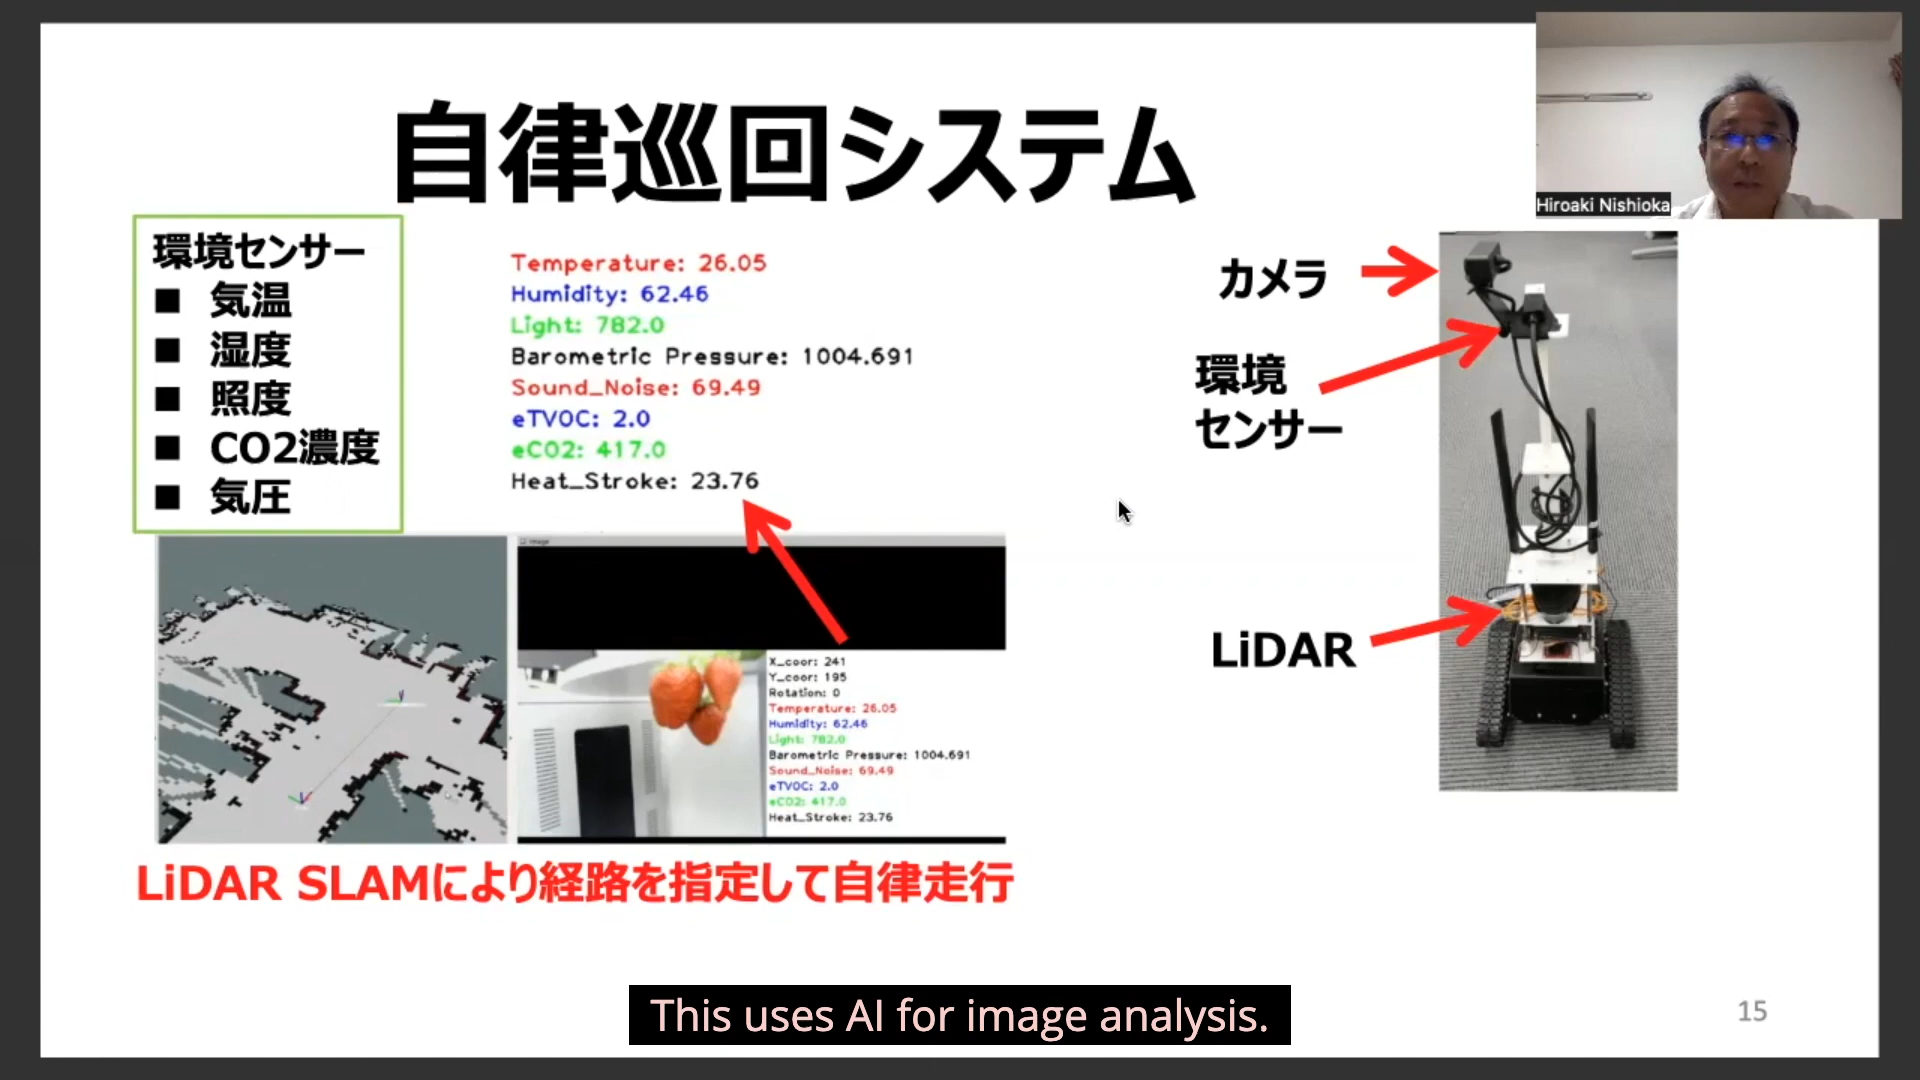 自律巡回システム
Hiroaki Nishioka
環境センサー
■ 気温
■ 湿度
■ 照度
■ CO2濃度
■ 気圧
Temperature: 26.05
Humidity: 62.46
Light: 782.0
Barometric Pressure: 1004.691
Sound_Noise: 69.49
eTVOC: 2.0
eCO2: 417.0
Heat_Stroke: 23.76
カメラ
環境
センサー
LiDAR
image
X_coor: 241
Y_coor: 195
Rotation: 0
Temperature: 26.05
Humidity: 62.46
Light: 782.0
Barometric Pressure: 1004.691
Sound_Noise: 69.49
eTVOC: 2.0
eCO2: 417.0
Heat_Stroke: 23.76
LiDAR SLAMにより経路を指定して自律走行
This uses AI for image analysis.
15